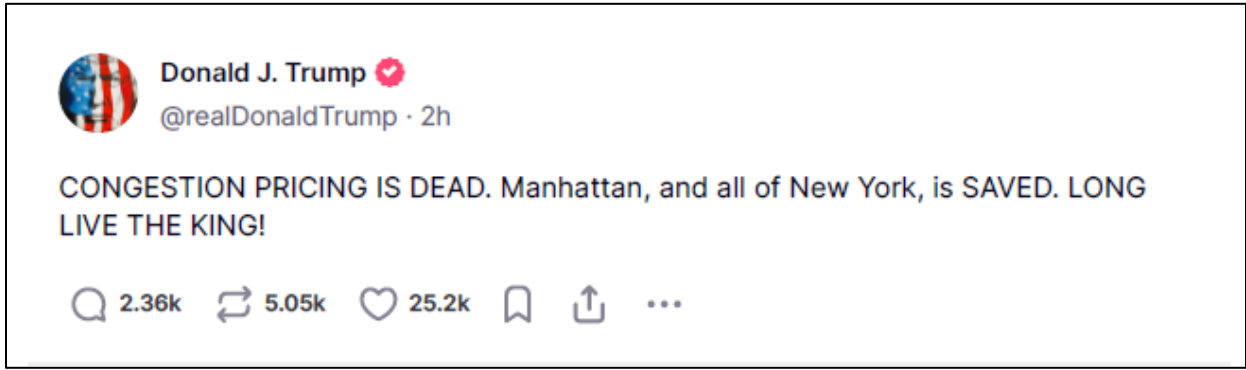 Donald J. Trump
@realDonaldTrump · 2h
CONGESTION PRICING IS DEAD. Manhattan, and all of New York, is SAVED. LONG
LIVE THE KING!
2.36k 5.05k 25.2k